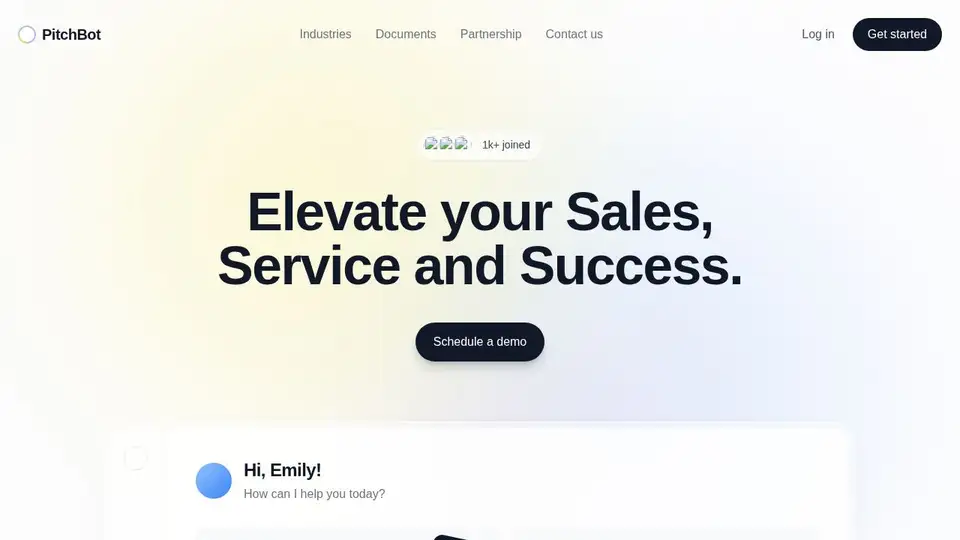 PitchBot
Industries
Documents
Partnership
Contact us
Log in
Get started
1k+ joined
Elevate your Sales,
Service and Success.
Schedule a demo
Hi, Emily!
How can I help you today?